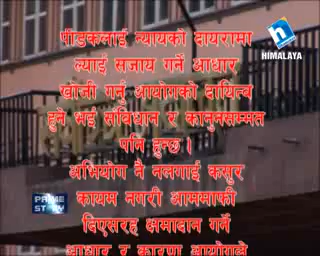 HIMALAYA
पीडकलाई न्यायको दायरामा
ल्याई सजाय गर्ने आधार
खोजी गर्नु आयोगको दायित्व
हुने भई संविधान र कानुनसम्मत
पनि हुन्छ ।
अभियोग नै नलगाई कसुर
कायम नगरी आममाफी
दिएसरह क्षमादान गर्ने
आधार र कारण आयोगले
PRIME
STORY